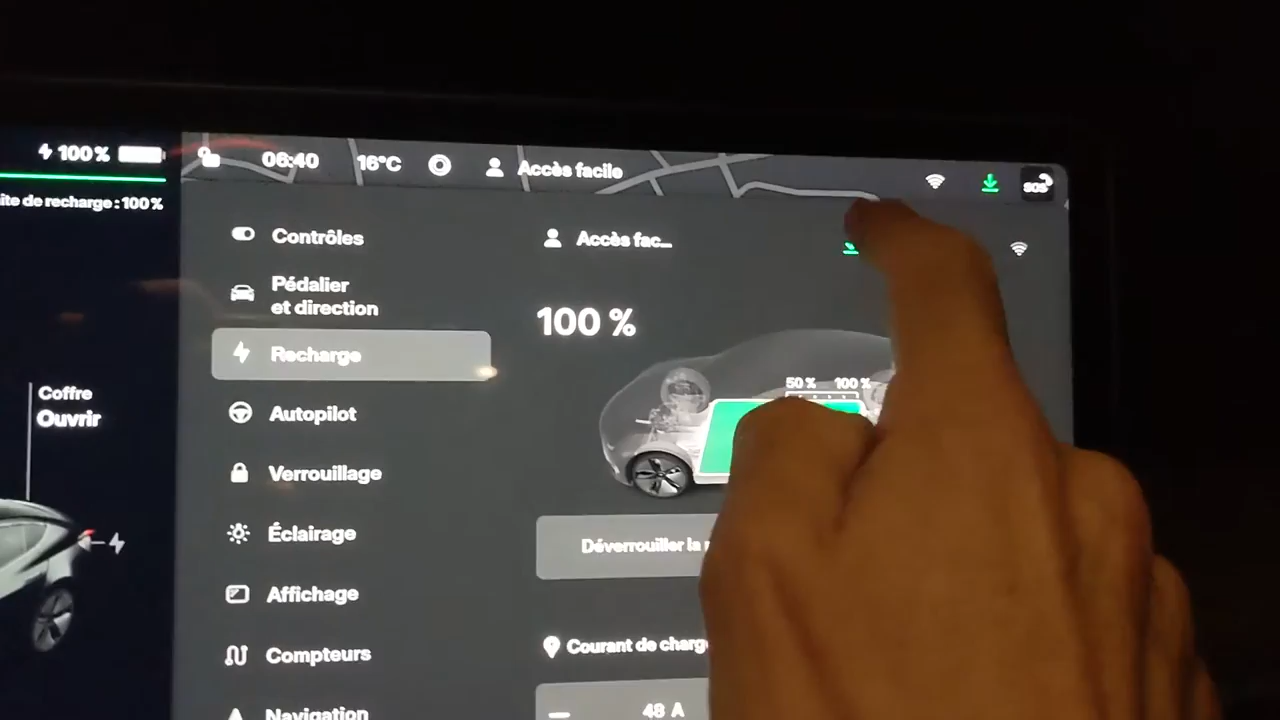 100 %
06:40
16°C
Accès facile
SOS
ite de recharge : 100 %
Contrôles
Accès fac...
Pédalier
et direction
100 %
Recharge
50 %
100 %
Coffre
Ouvrir
Autopilot
Verrouillage
Éclairage
Déverrouiller la
Affichage
Compteurs
Courant de charg
Navigation
48 A